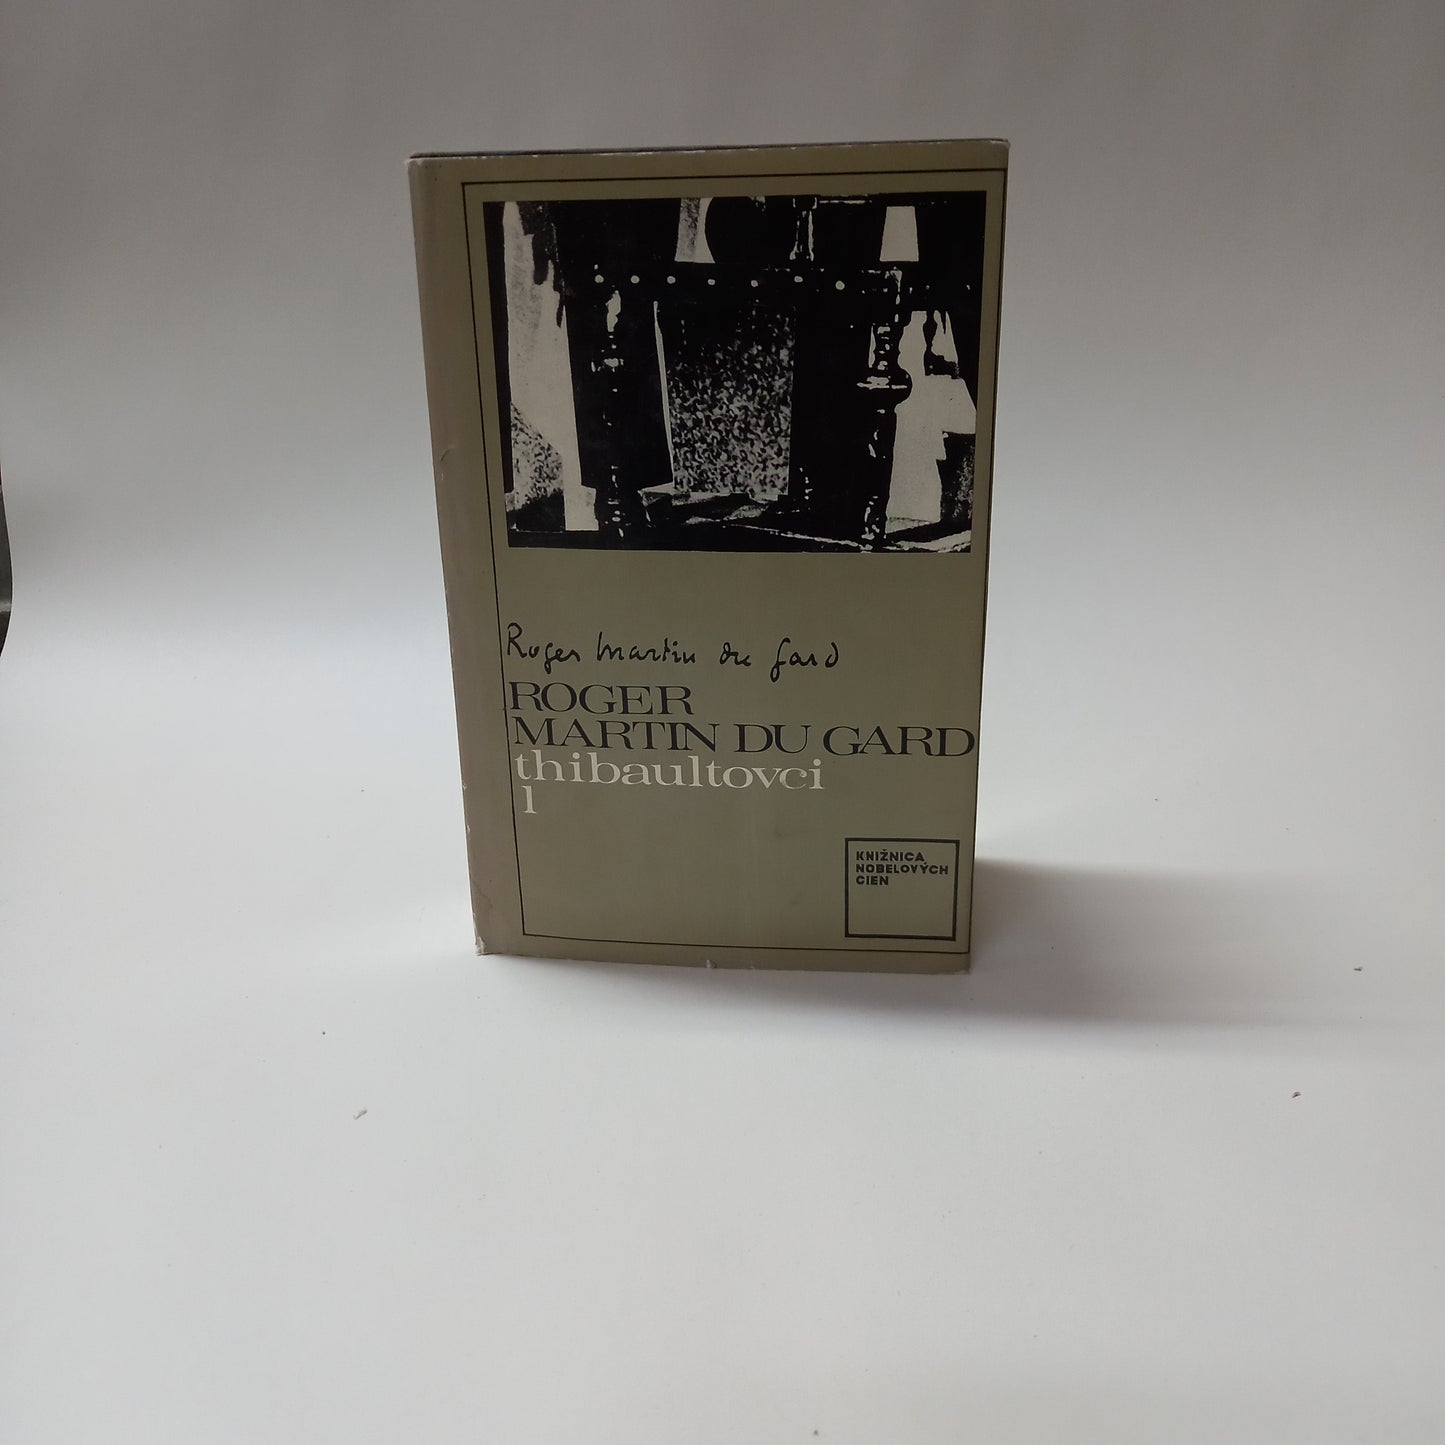 Roger Martin du Gard
ROGER
MARTIN DU GARD
thibaultovci
1
KNIŽNICA
NOBELOVÝCH
CIEN